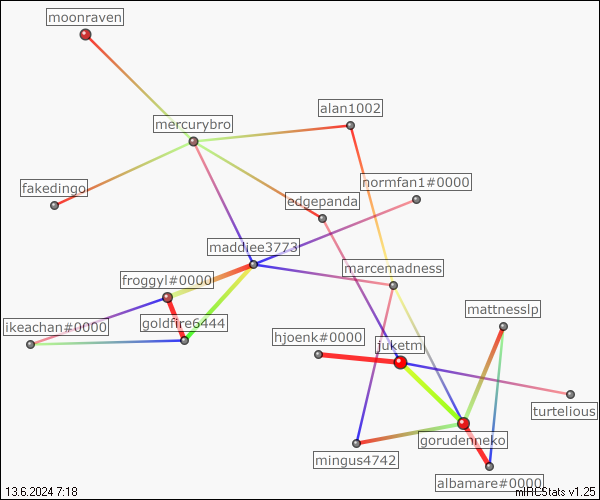 moonraven
alan1002
mercurybro
normfan1#0000
fakedingo
edgepanda
maddiee3773
marcemadness
froggyl#0000
mattnesslp
goldfire6444
ikeachan#0000
hjoenk#0000
juketm
turtelious
gorudenneko
mingus4742
albamare#0000
13.6.2024 7:18
mIRCStats v1.25